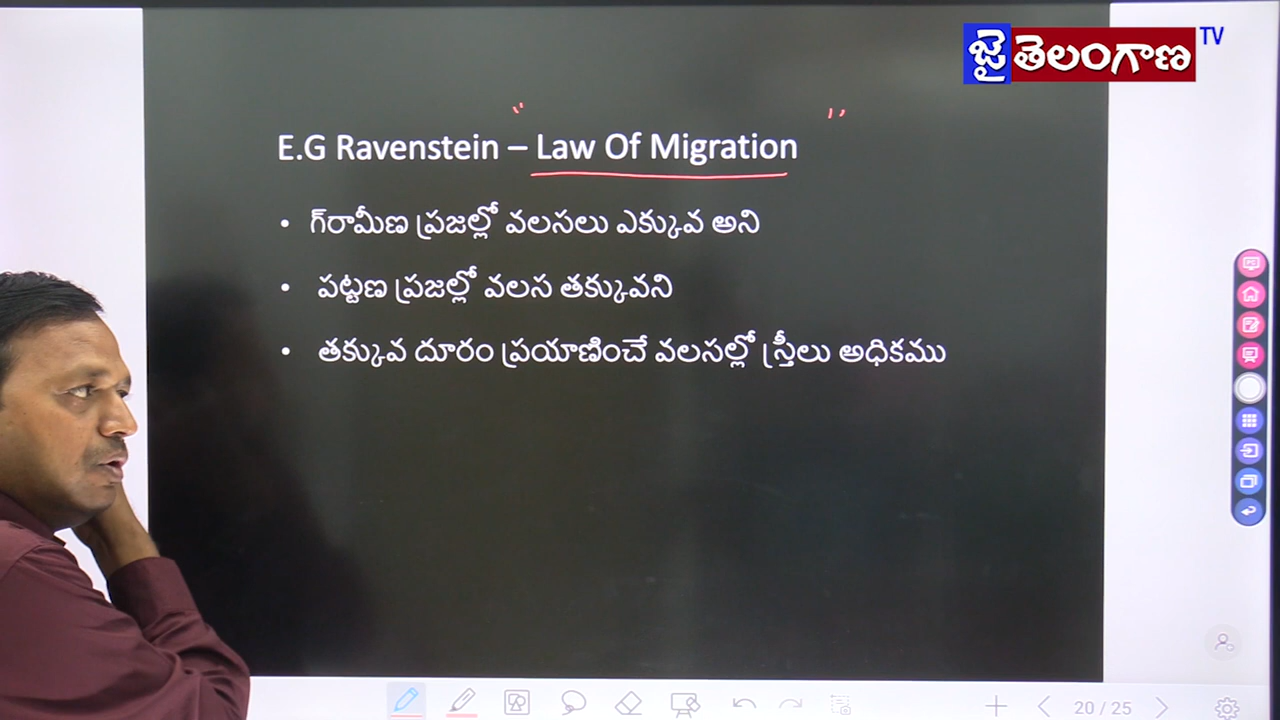 జై తెలంగాణ TV
E.G Ravenstein – Law Of Migration
• గ్‌రామీణ ప్రజల్లో వలసలు ఎక్కువ అని
• పట్టణ ప్రజల్లో వలస తక్కువని
• తక్కువ దూరం ప్రయాణించే వలసల్లో స్త్రీలు అధికము
20 / 25